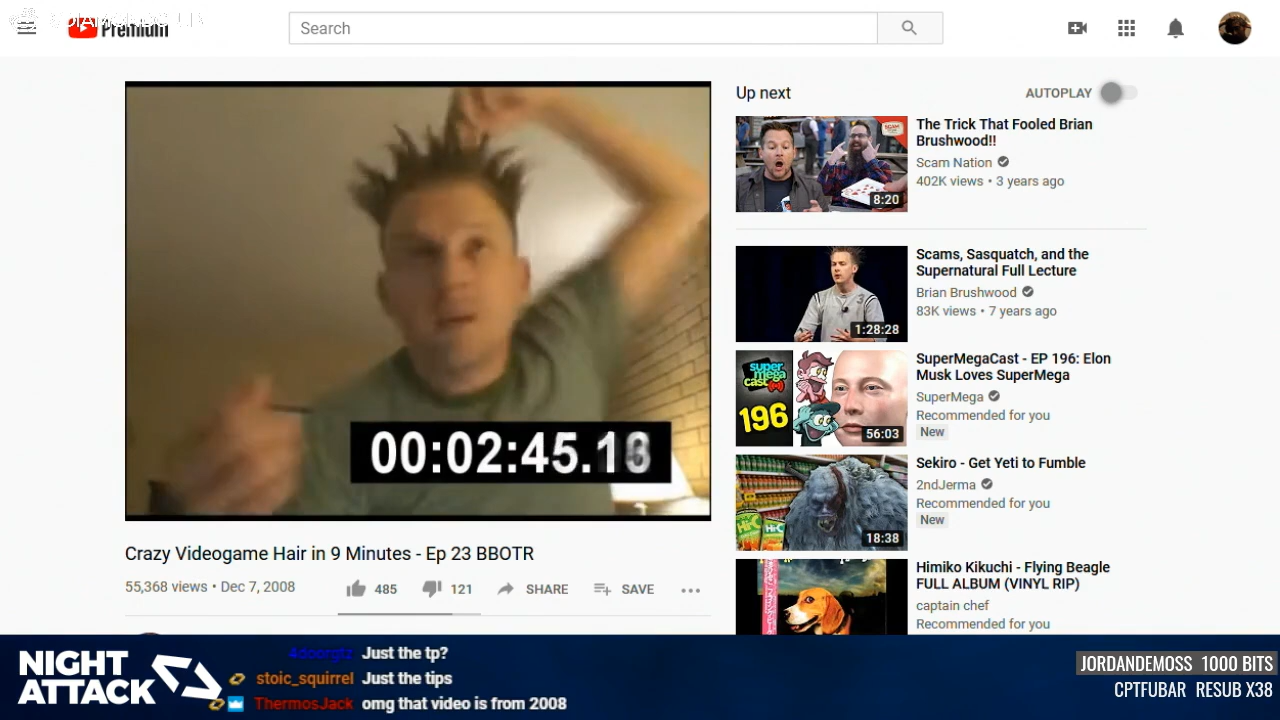 Premium
Search
00:02:45.18
Crazy Videogame Hair in 9 Minutes - Ep 23 BBOTR
55,368 views • Dec 7, 2008
485
121
SHARE
SAVE
Up next
AUTOPLAY
The Trick That Fooled Brian
Brushwood!!
Scam Nation
402K views • 3 years ago
8:20
Scams, Sasquatch, and the
Supernatural Full Lecture
Brian Brushwood
83K views • 7 years ago
1:28:28
super
mega
cast
196
56:03
SuperMegaCast - EP 196: Elon
Musk Loves SuperMega
SuperMega
Recommended for you
New
Sekiro - Get Yeti to Fumble
2ndJerma
Recommended for you
New
18:38
Himiko Kikuchi - Flying Beagle
FULL ALBUM (VINYL RIP)
captain chef
Recommended for you
NIGHT
ATTACK
Just the tp?
stoic_squirrel Just the tips
ThermosJack omg that video is from 2008
JORDANDEMOSS 1000 BITS
CPTFUBAR RESUB X38